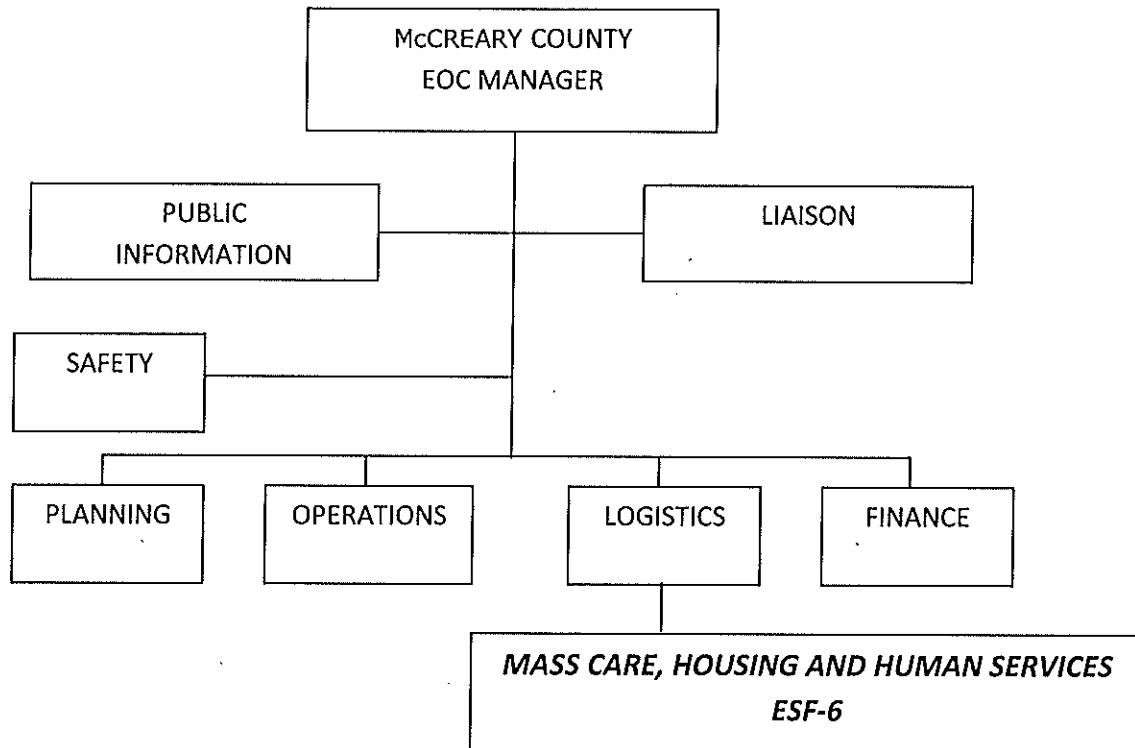 McCREARY COUNTY
EOC MANAGER
PUBLIC
INFORMATION
LIAISON
SAFETY
PLANNING
OPERATIONS
LOGISTICS
FINANCE
MASS CARE, HOUSING AND HUMAN SERVICES
ESF-6